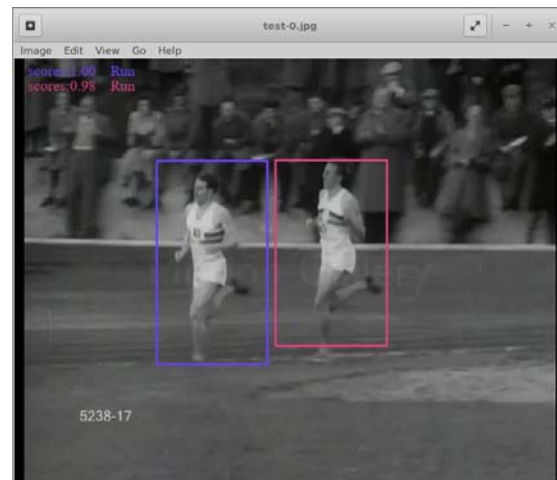 test-0.jpg
Image Edit View Go Help
scores:1.00 Run
scores:0.98 Run
5238-17